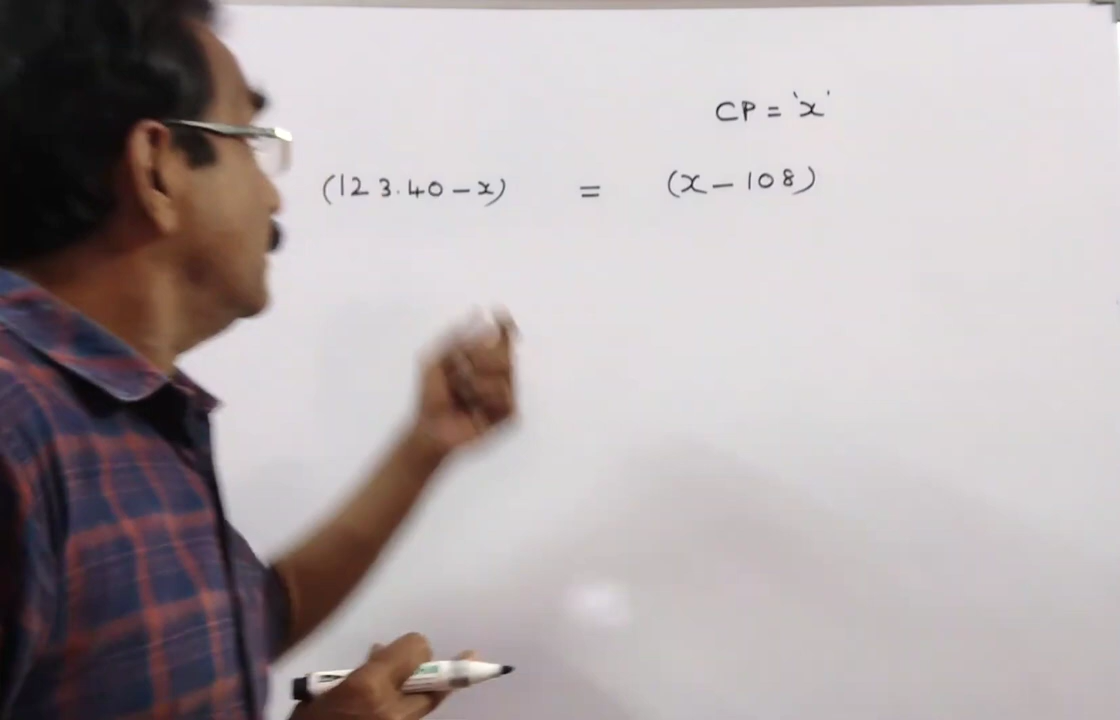 CP = 'x'
(123.40 – x) = (x – 108)